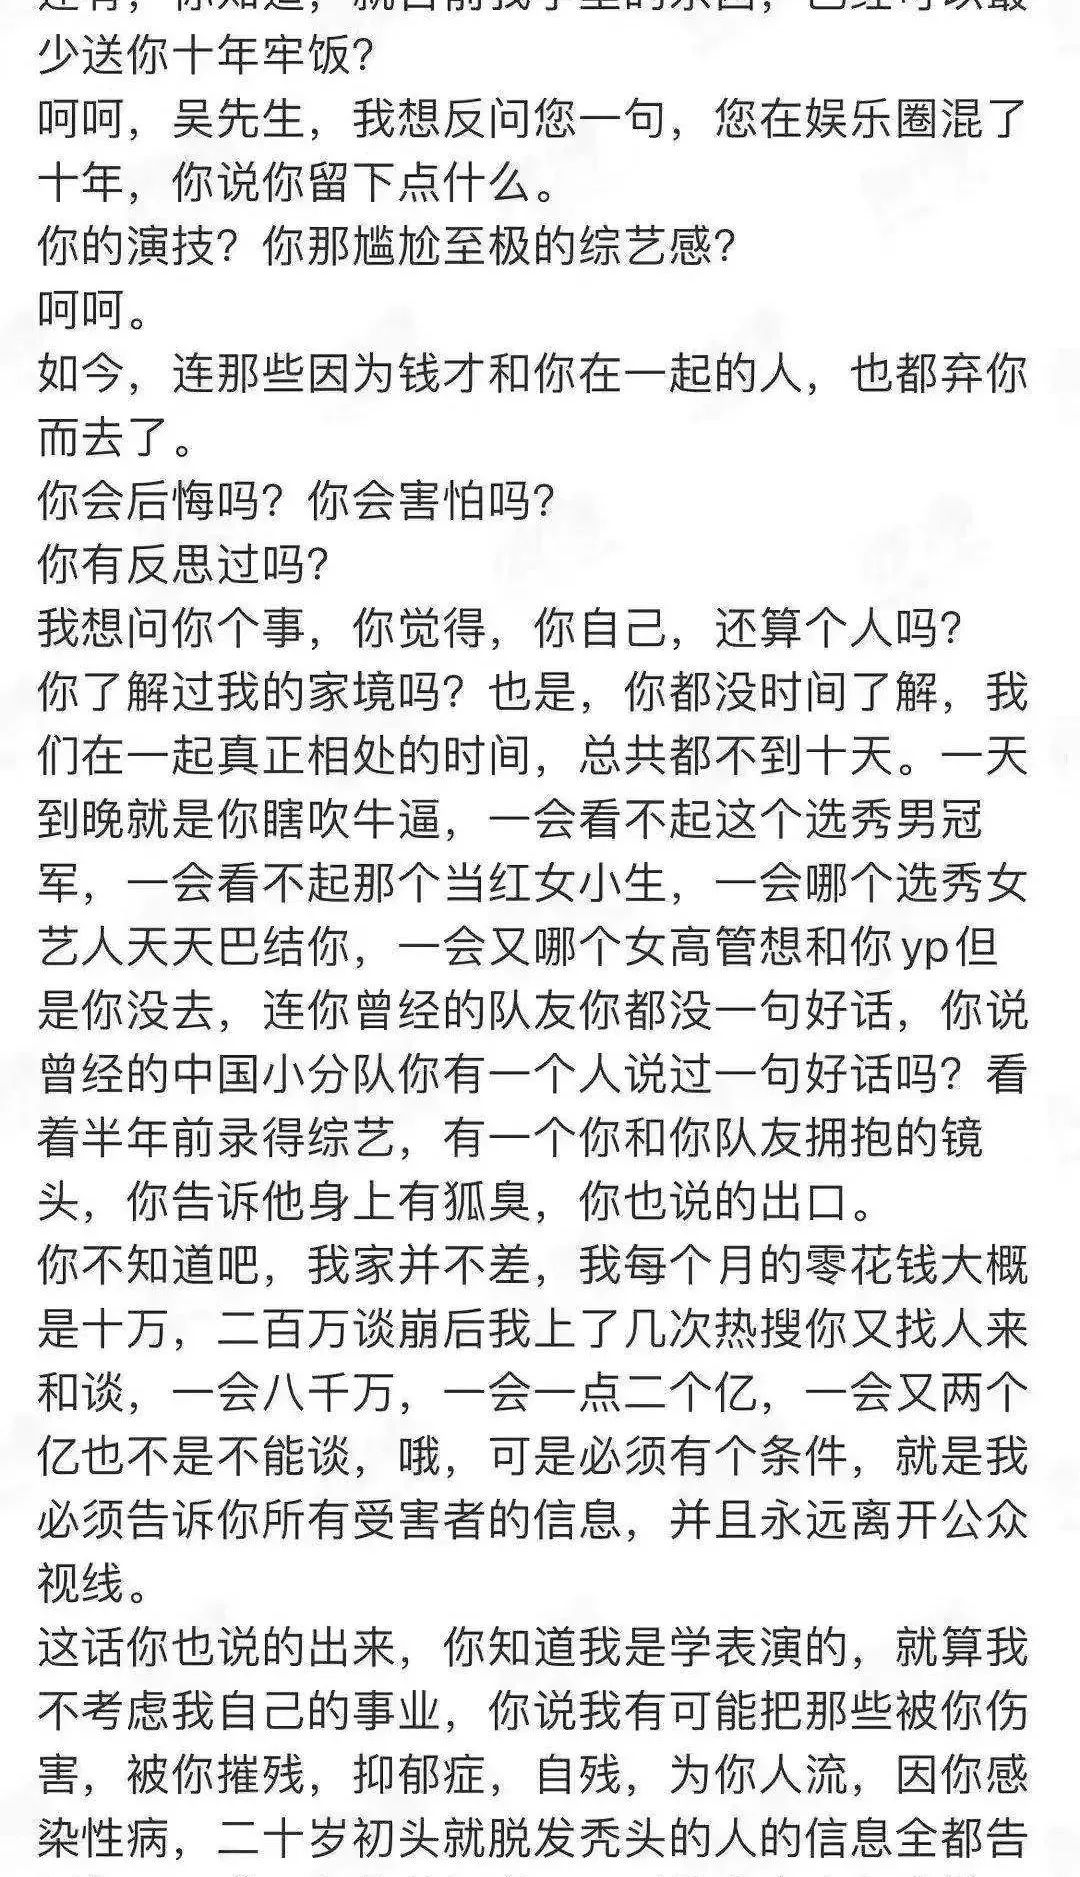 少送你十年牢饭？
呵呵，吴先生，我想反问您一句，您在娱乐圈混了
十年，你说你留下点什么。
你的演技？你那尴尬至极的综艺感？
呵呵。
如今，连那些因为钱才和你在一起的人，也都弃你
而去了。
你会后悔吗？你会害怕吗？
你有反思过吗？
我想问你个事，你觉得，你自己，还算个人吗？
你了解过我的家境吗？也是，你都没时间了解，我
们在一起真正相处的时间，总共都不到十天。一天
到晚就是你瞎吹牛逼，一会看不起这个选秀男冠
军，一会看不起那个当红女小生，一会哪个选秀女
艺人天天巴结你，一会又哪个女高管想和你yp但
是你没去，连你曾经的队友你都没一句好话，你说
曾经的中国小分队你有一个人说过一句好话吗？看
着半年前录得综艺，有一个你和你队友拥抱的镜
头，你告诉他身上有狐臭，你也说的出口。
你不知道吧，我家并不差，我每个月的零花钱大概
是十万，二百万谈崩后我上了几次热搜你又找人来
和谈，一会八千万，一会一点二个亿，一会又两个
亿也不是不能谈，哦，可是必须有个条件，就是我
必须告诉你所有受害者的信息，并且永远离开公众
视线。
这话你也说的出来，你知道我是学表演的，就算我
不考虑我自己的事业，你说我有可能把那些被你伤
害，被你摧残，抑郁症，自残，为你人流，因你感
染性病，二十岁初头就脱发秃头的人的信息全都告